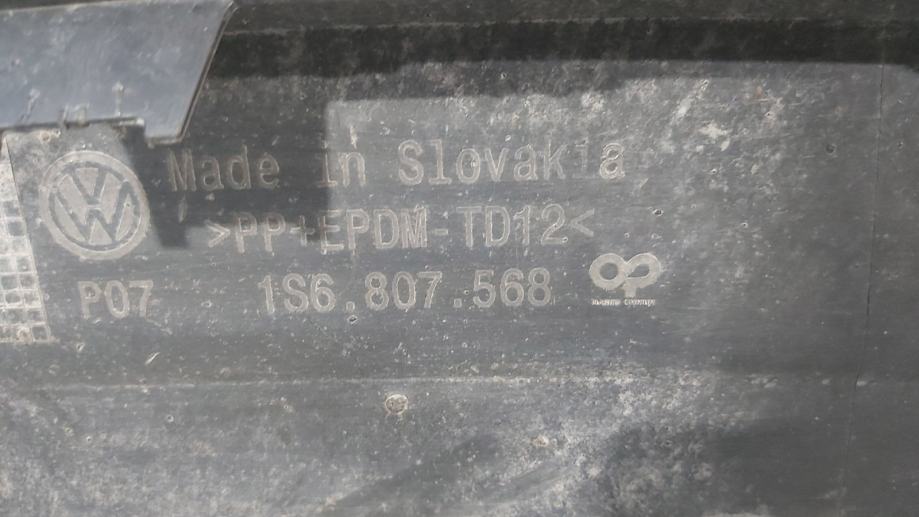 Made in Slovakia
>PP+EPDM-TD12<
P07 1S6.807.568